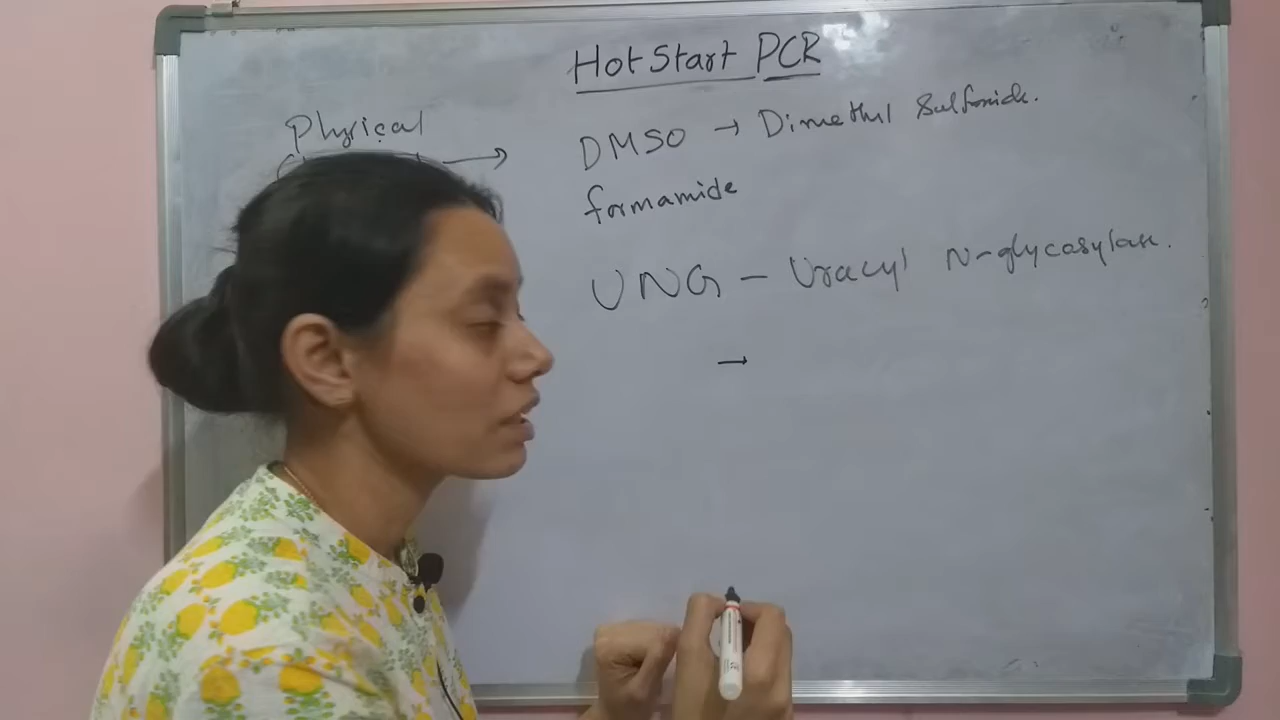 Hot Start PCR
Physical
DMSO → Dimethyl Sulfoxide.
formamide
UNG - Uracyl N-glycosylase.
→